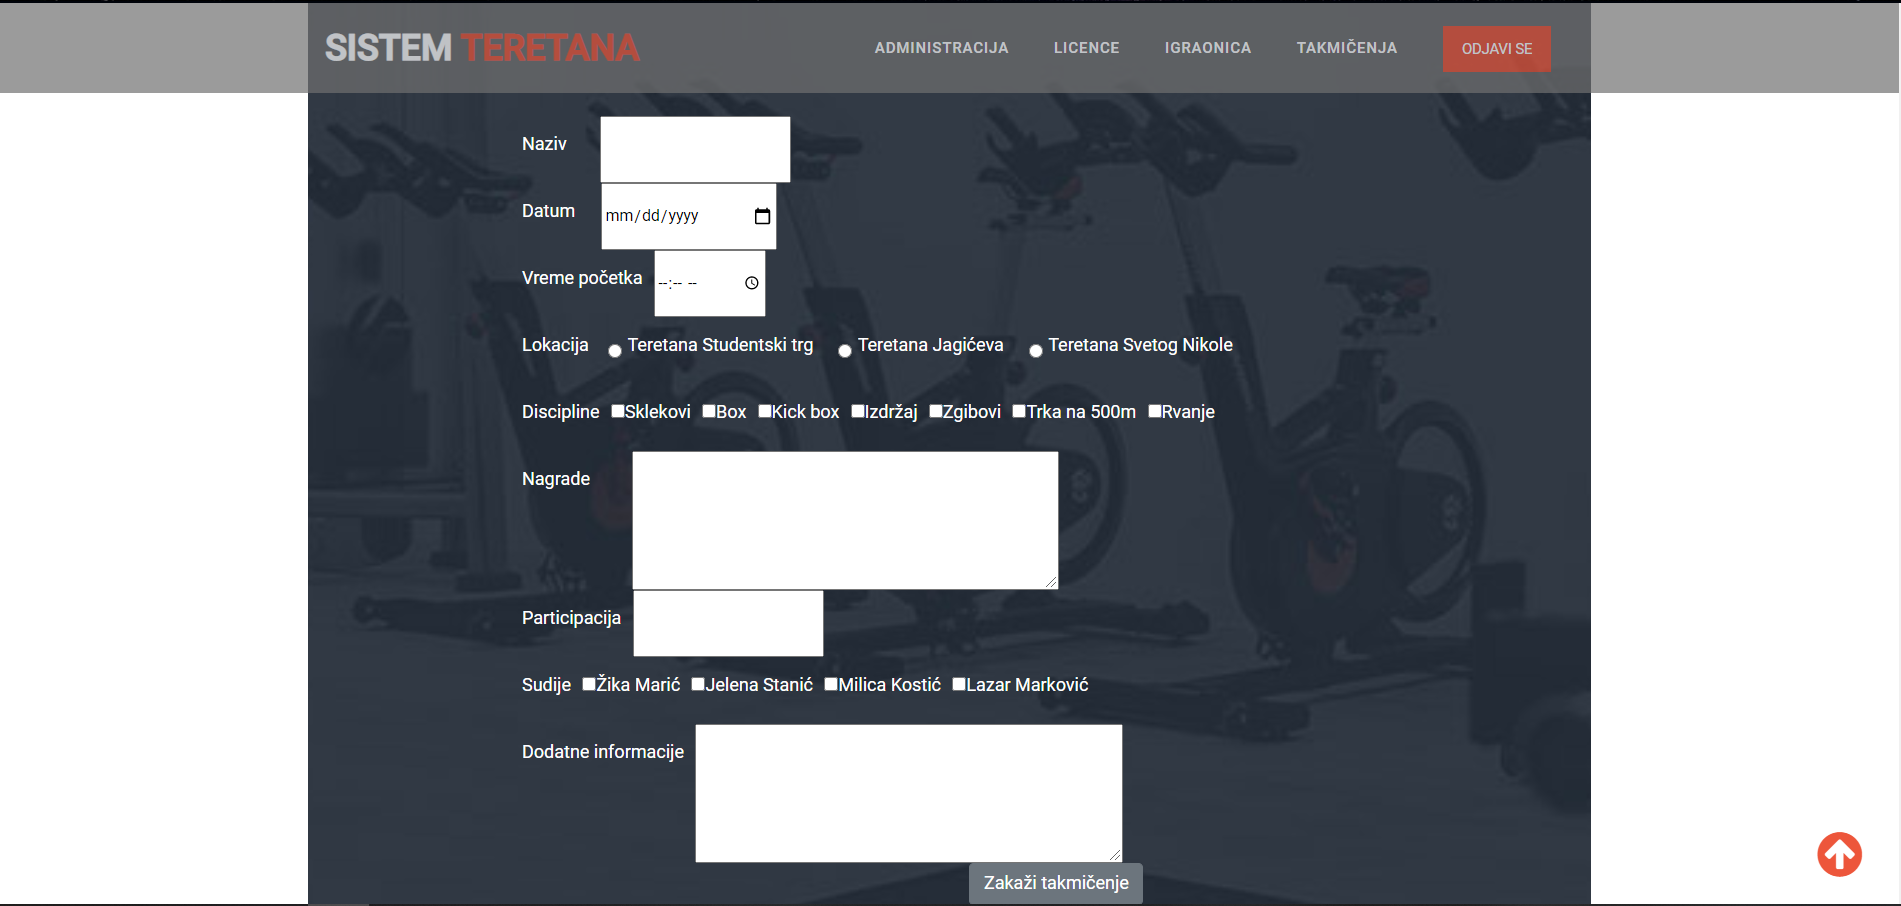 SISTEM TERETANA
ADMINISTRACIJA LICENCE IGRAONICA TAKMIČENJA ODJAVI SE
Naziv
Datum mm/dd/yyyy
Vreme početka --:-- --
Lokacija Teretana Studentski trg Teretana Jagićeva Teretana Svetog Nikole
Discipline Sklekovi Box Kick box Izdržaj Zgibovi Trka na 500m Rvanje
Nagrade
Participacija
Sudije Žika Marić Jelena Stanić Milica Kostić Lazar Marković
Dodatne informacije
Zakaži takmičenje